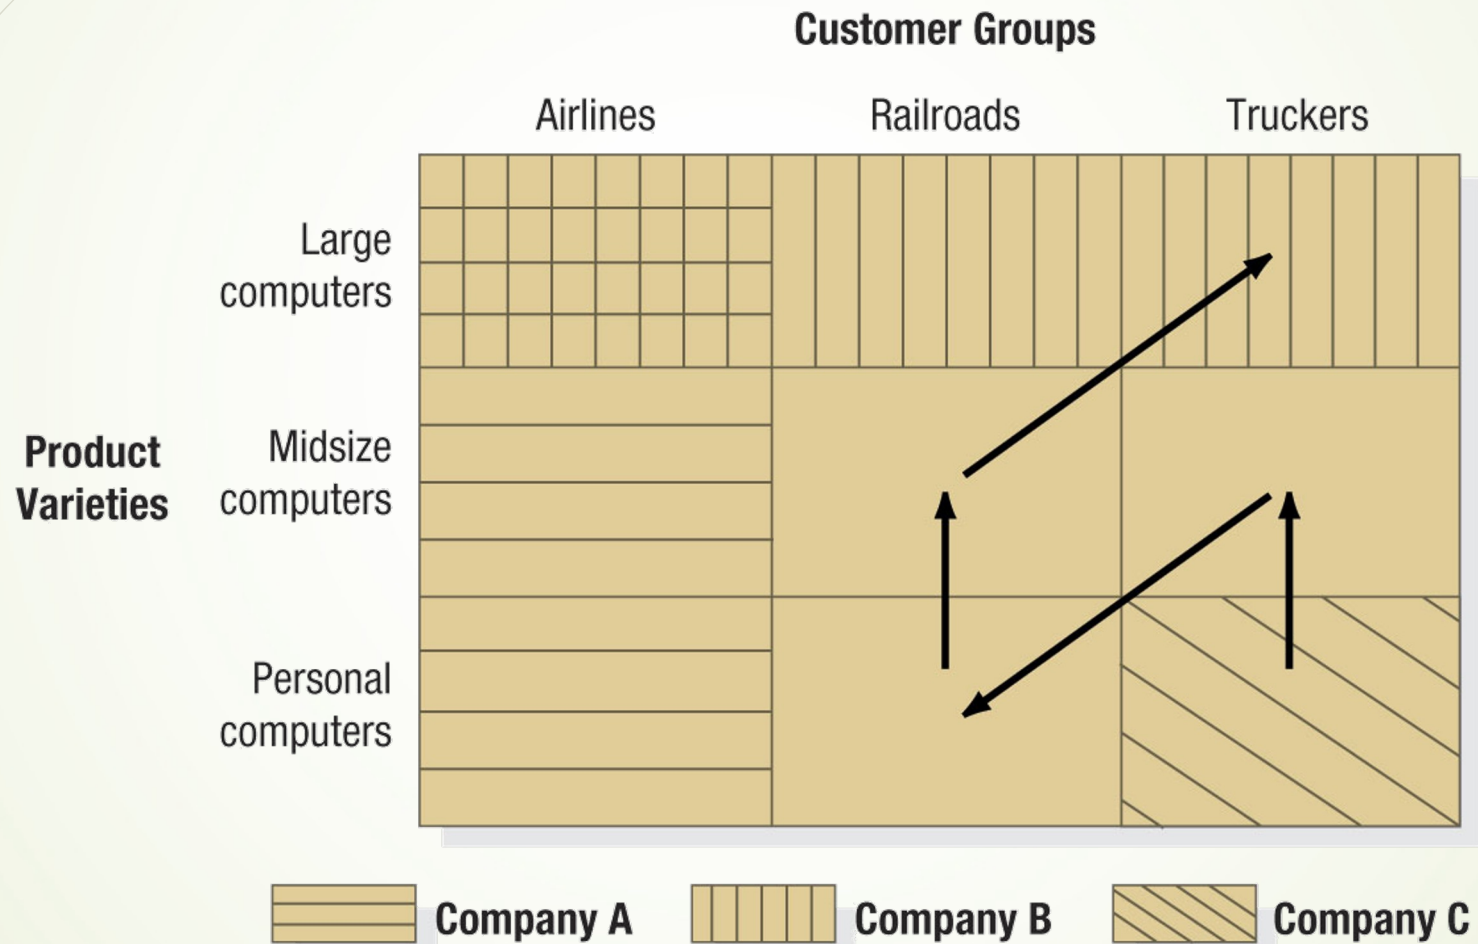 Customer Groups
Airlines
Railroads
Truckers
Large
computers
Product
Varieties
Midsize
computers
Personal
computers
Company A
Company B
Company C